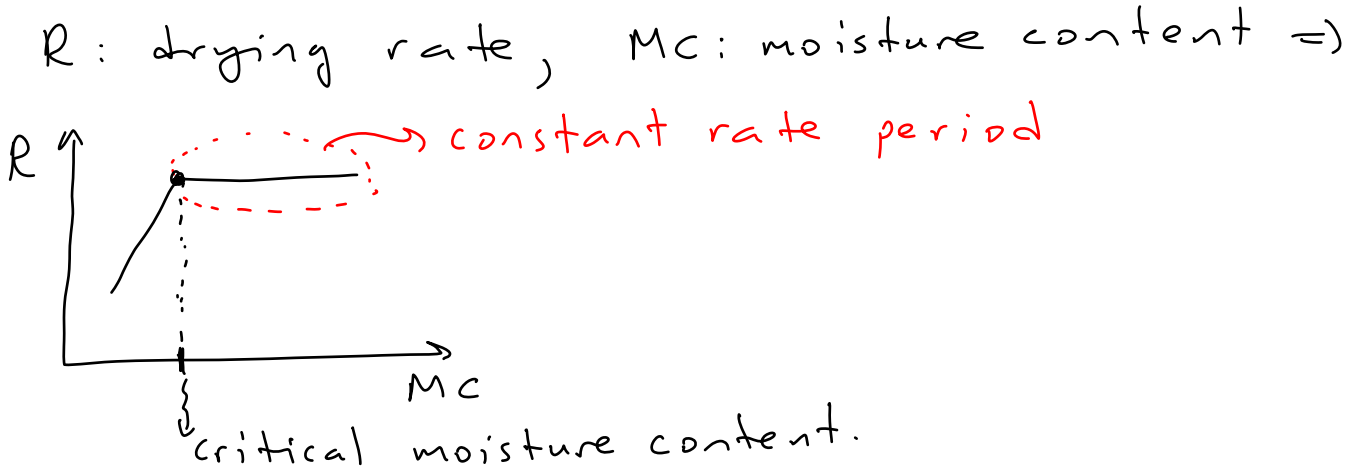 R: drying rate, MC: moisture content =>
R
constant rate period
MC
critical moisture content.